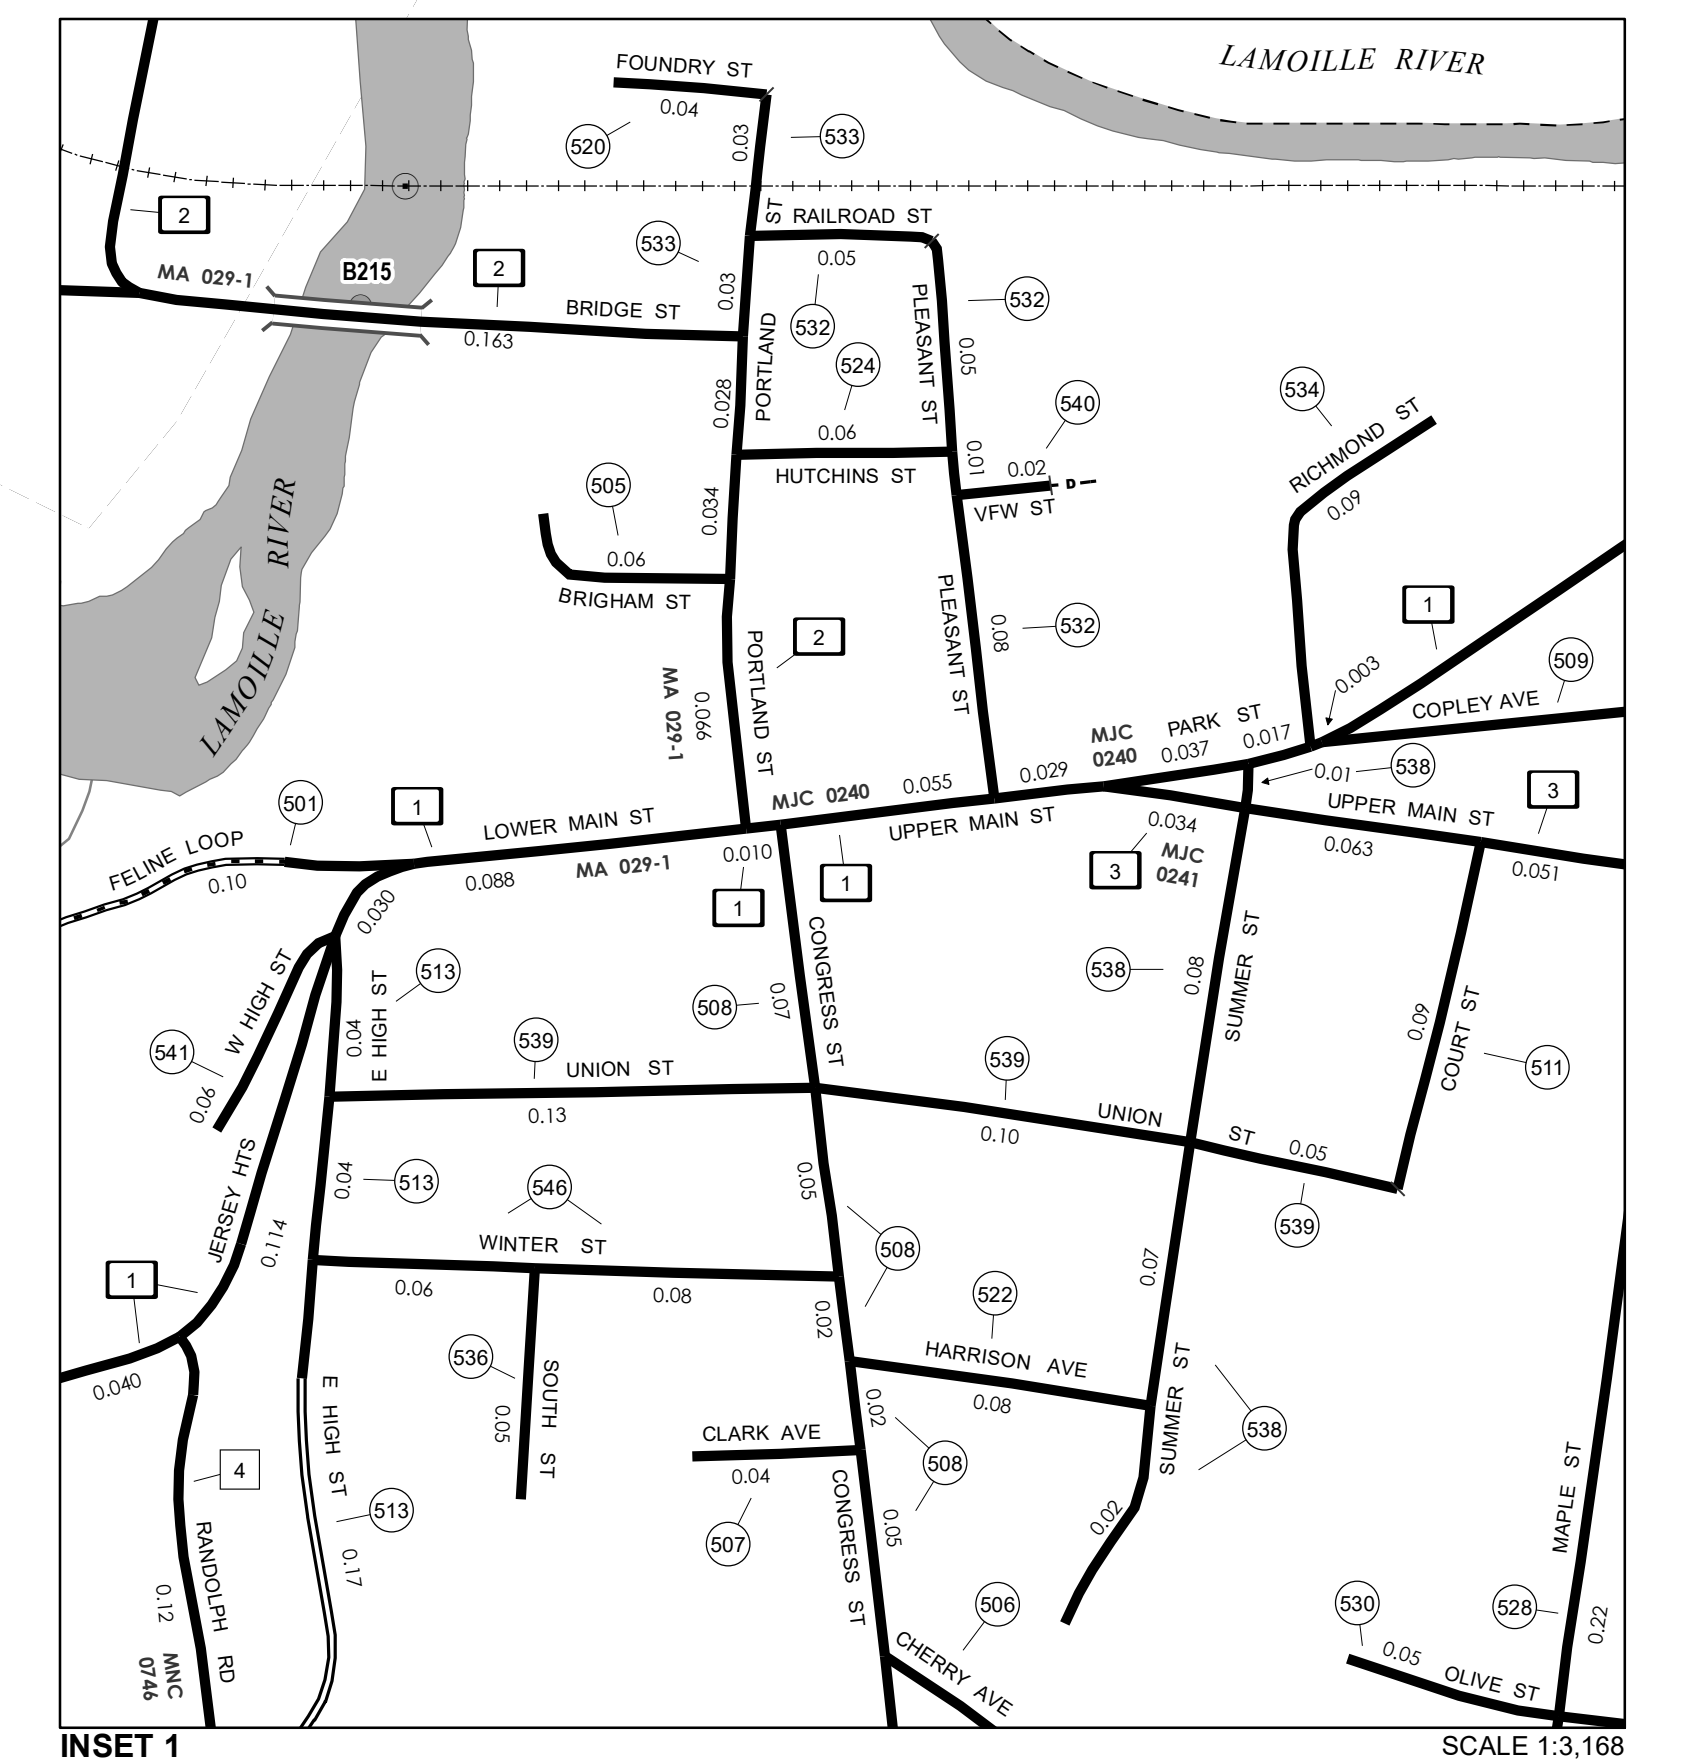 LAMOILLE RIVER
FOUNDRY ST
0.04
0.03
520
533
2
ST
RAILROAD ST
533
0.05
MA 029-1
B215
2
BRIDGE ST
0.163
0.03
532
PLEASANT ST
532
0.05
PORTLAND
524
0.028
0.06
HUTCHINS ST
540
0.01
0.02
D
VFW ST
534
RICHMOND ST
0.09
LAMOILLE RIVER
505
0.034
0.06
BRIGHAM ST
2
PORTLAND ST
MA 029-1
0.066
PLEASANT ST
0.08
532
1
0.003
509
COPLEY AVE
MJC
0240
PARK ST
0.037
0.017
0.01
538
3
UPPER MAIN ST
0.063
0.051
501
1
LOWER MAIN ST
MJC 0240
0.055
0.029
UPPER MAIN ST
0.034
3
MJC
0241
FELINE LOOP
0.10
0.088
MA 029-1
0.010
1
1
0.030
W HIGH ST
541
0.06
E HIGH ST
513
0.04
508
0.07
CONGRESS ST
538
0.08
SUMMER ST
0.09
COURT ST
511
539
UNION ST
0.13
539
0.10
UNION
ST
0.05
539
JERSEY HTS
0.114
0.04
513
546
WINTER ST
0.06
0.08
0.05
508
0.02
0.07
522
HARRISON AVE
0.08
1
0.040
536
0.05
SOUTH ST
CLARK AVE
0.04
507
0.02
508
CONGRESS ST
0.05
SUMMER ST
538
0.02
4
RANDOLPH RD
0.12
MNC
0746
E HIGH ST
513
0.17
506
CHERRY AVE
530
0.05
OLIVE ST
528
MAPLE ST
0.22
INSET 1
SCALE 1:3,168